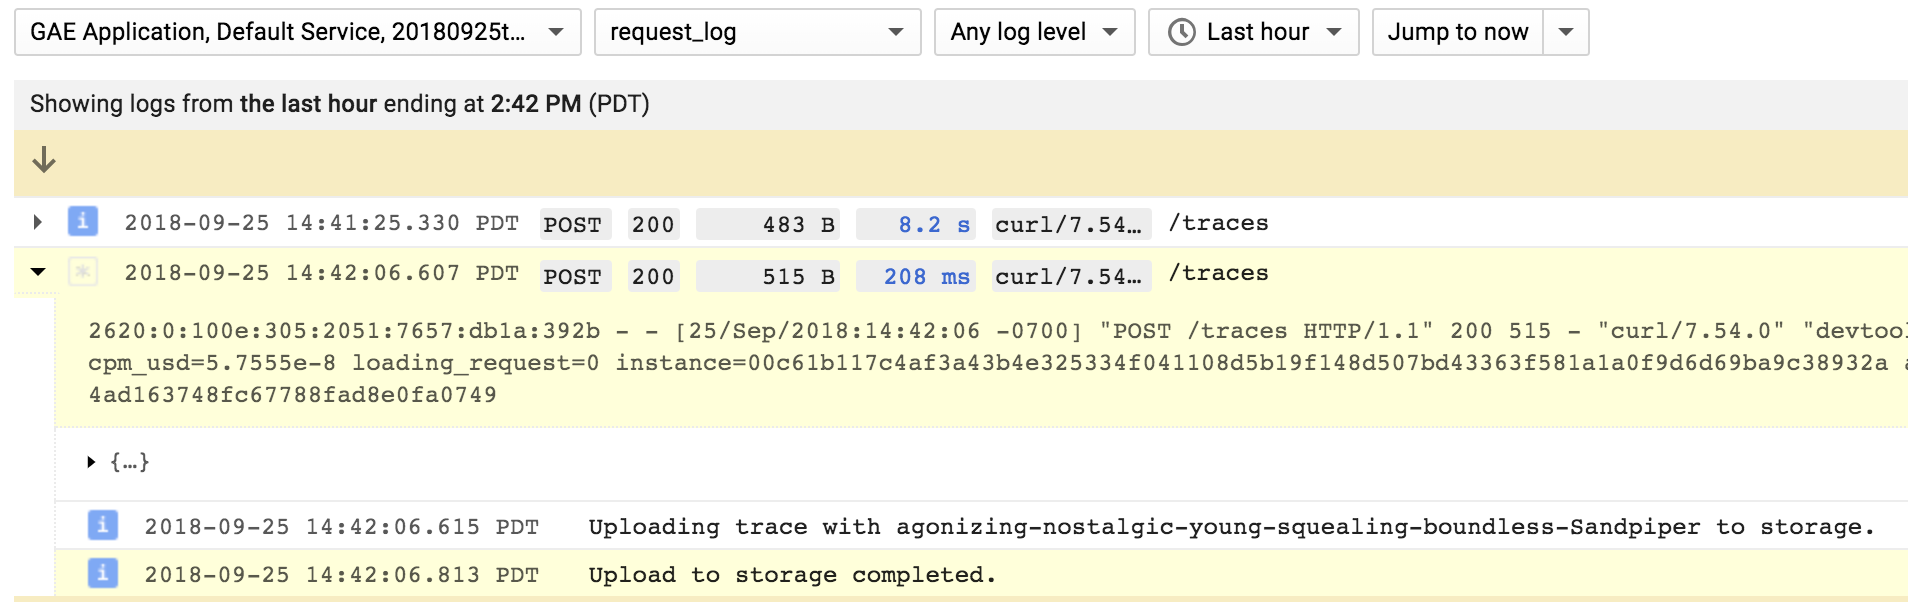 GAE Application, Default Service, 20180925t... request_log Any log level Last hour Jump to now
Showing logs from the last hour ending at 2:42 PM (PDT)
2018-09-25 14:41:25.330 PDT POST 200 483 B 8.2 s curl/7.54… /traces
2018-09-25 14:42:06.607 PDT POST 200 515 B 208 ms curl/7.54… /traces
2620:0:100e:305:2051:7657:db1a:392b - - [25/Sep/2018:14:42:06 -0700] "POST /traces HTTP/1.1" 200 515 - "curl/7.54.0" "devtool
cpm_usd=5.7555e-8 loading_request=0 instance=00c61b117c4af3a43b4e325334f041108d5b19f148d507bd43363f581a1a0f9d6d69ba9c38932a a
4ad163748fc67788fad8e0fa0749
{…}
2018-09-25 14:42:06.615 PDT Uploading trace with agonizing-nostalgic-young-squealing-boundless-Sandpiper to storage.
2018-09-25 14:42:06.813 PDT Upload to storage completed.